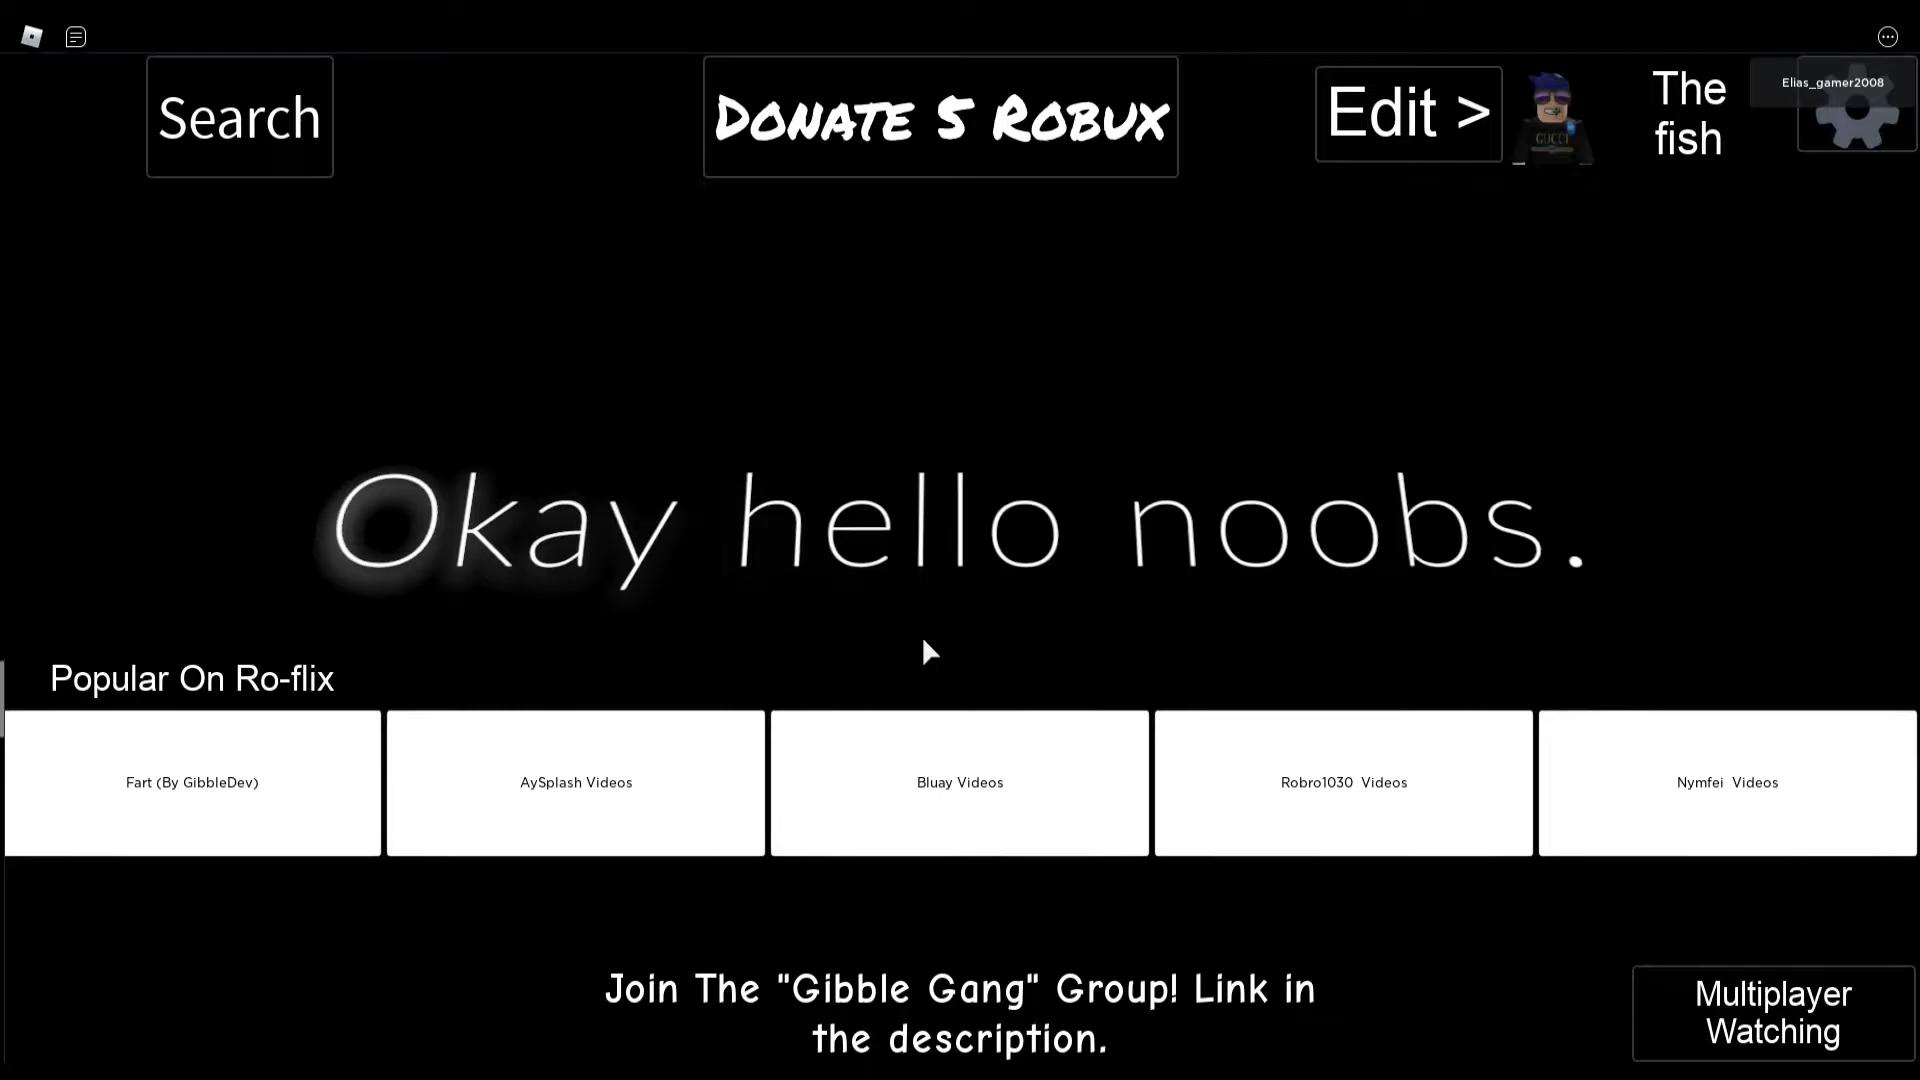 Search
Donate 5 Robux
Edit >
GUCCI
The
fish
Elias_gamer2008
Okay hello noobs.
Popular On Ro-flix
Fart (By GibbleDev)
AySplash Videos
Bluay Videos
Robro1030  Videos
Nymfei  Videos
Join The "Gibble Gang" Group! Link in
the description.
Multiplayer
Watching